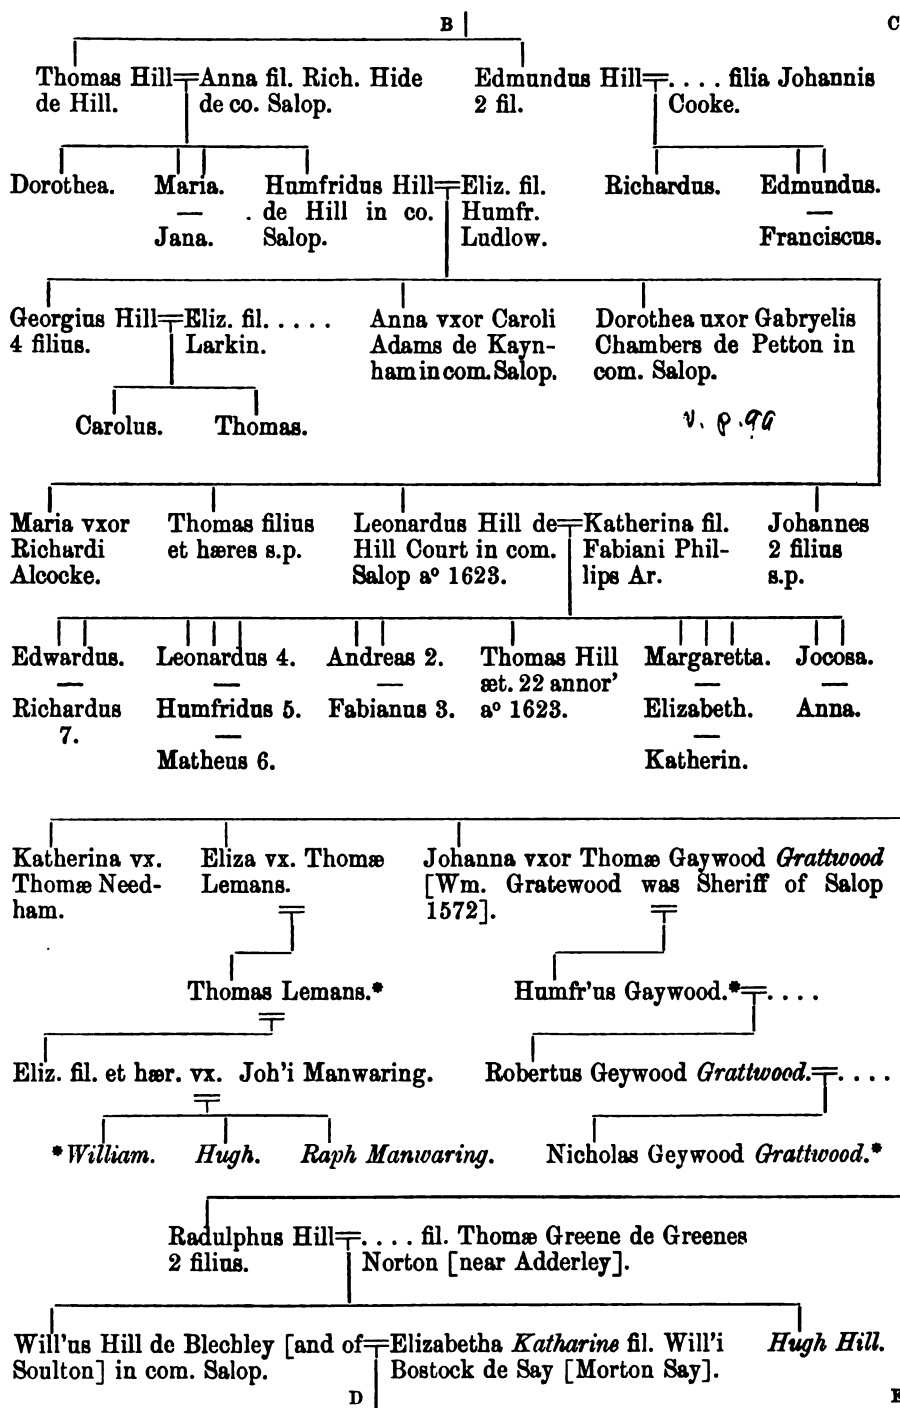 B C
Thomas Hill Anna fil. Rich. Hide Edmundus Hill . . . . filia Johannis
de Hill. de co. Salop. 2 fil. Cooke.
Dorothea. Maria. Humfridus Hill Eliz. fil. Richardus. Edmundus.
— . de Hill in co. Humfr. —
Jana. Salop. Ludlow. Franciscus.
Georgius Hill Eliz. fil. . . . . Anna vxor Caroli Dorothea uxor Gabryelis
4 filius. Larkin. Adams de Kayn- Chambers de Petton in
ham in com. Salop. com. Salop.
Carolus. Thomas. v. p. 
Maria vxor Thomas filius Leonardus Hill de Katherina fil. Johannes
Richardi et hæres s.p. Hill Court in com. Fabiani Phil- 2 filius
Alcocke. Salop aº 1623. lips Ar. s.p.
Edwardus. Leonardus 4. Andreas 2. Thomas Hill Margaretta. Jocosa.
— — — æt. 22 annor' — —
Richardus Humfridus 5. Fabianus 3. aº 1623. Elizabeth. Anna.
7. — —
Matheus 6. Katherin.
Katherina vx. Eliza vx. Thomæ Johanna vxor Thomæ Gaywood Grattwood
Thomæ Need- Lemans. [Wm. Gratewood was Sheriff of Salop
ham. 1572].
Thomas Lemans.* Humfr'us Gaywood.* . . . .
Eliz. fil. et hær. vx. Joh'i Manwaring. Robertus Geywood Grattwood. . . . .
*William. Hugh. Raph Manwaring. Nicholas Geywood Grattwood.*
Radulphus Hill . . . . fil. Thomæ Greene de Greenes
2 filius. Norton [near Adderley].
Will'us Hill de Blechley [and of Elizabetha Katharine fil. Will'i Hugh Hill.
Soulton] in com. Salop. Bostock de Say [Morton Say].
D E